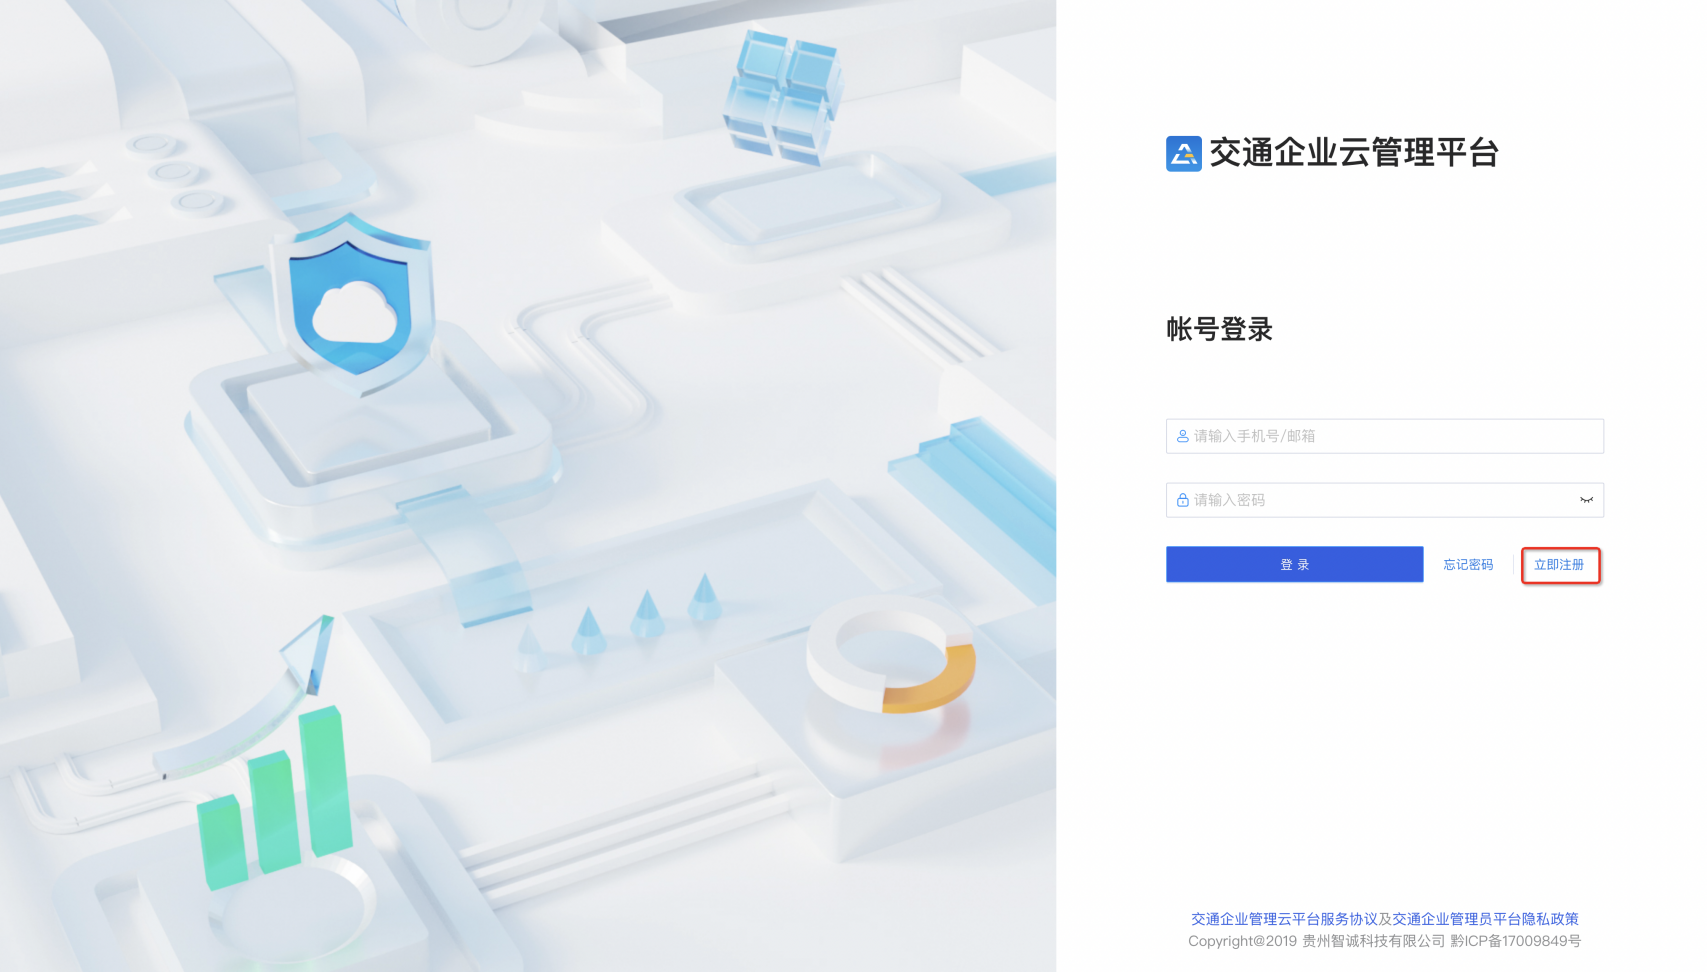 交通企业云管理平台
帐号登录
请输入手机号/邮箱
请输入密码
登 录 忘记密码 立即注册
交通企业管理云平台服务协议及交通企业管理员平台隐私政策
Copyright@2019 贵州智诚科技有限公司 黔ICP备17009849号